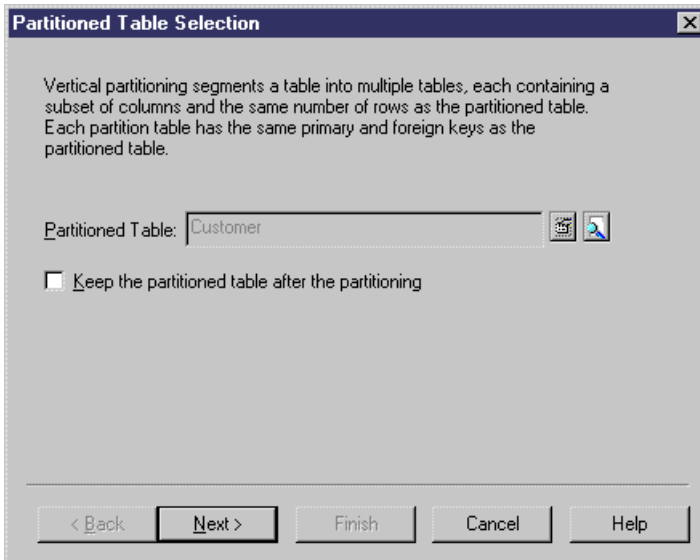 Partitioned Table Selection
Vertical partitioning segments a table into multiple tables, each containing a
subset of columns and the same number of rows as the partitioned table.
Each partition table has the same primary and foreign keys as the
partitioned table.
Partitioned Table: Customer
Keep the partitioned table after the partitioning
< Back Next > Finish Cancel Help